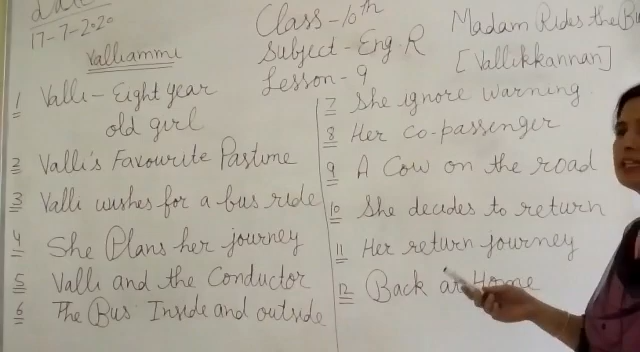 Date
17-7-2020
Class-10th
Subject - Eng. R
Lesson - 9
Madam Rides the Bu
[Vallikkannan]
Valliammi
1 Valli - Eight year
old girl
2 Valli's Favourite Pastime
3 Valli wishes for a bus ride
4 She Plans her journey
5 Valli and the Conductor
6 The Bus Inside and outside
7 She ignore warning.
8 Her co-passenger
9 A Cow on the road
10 She decides to return
11 Her return journey
12 Back at Home